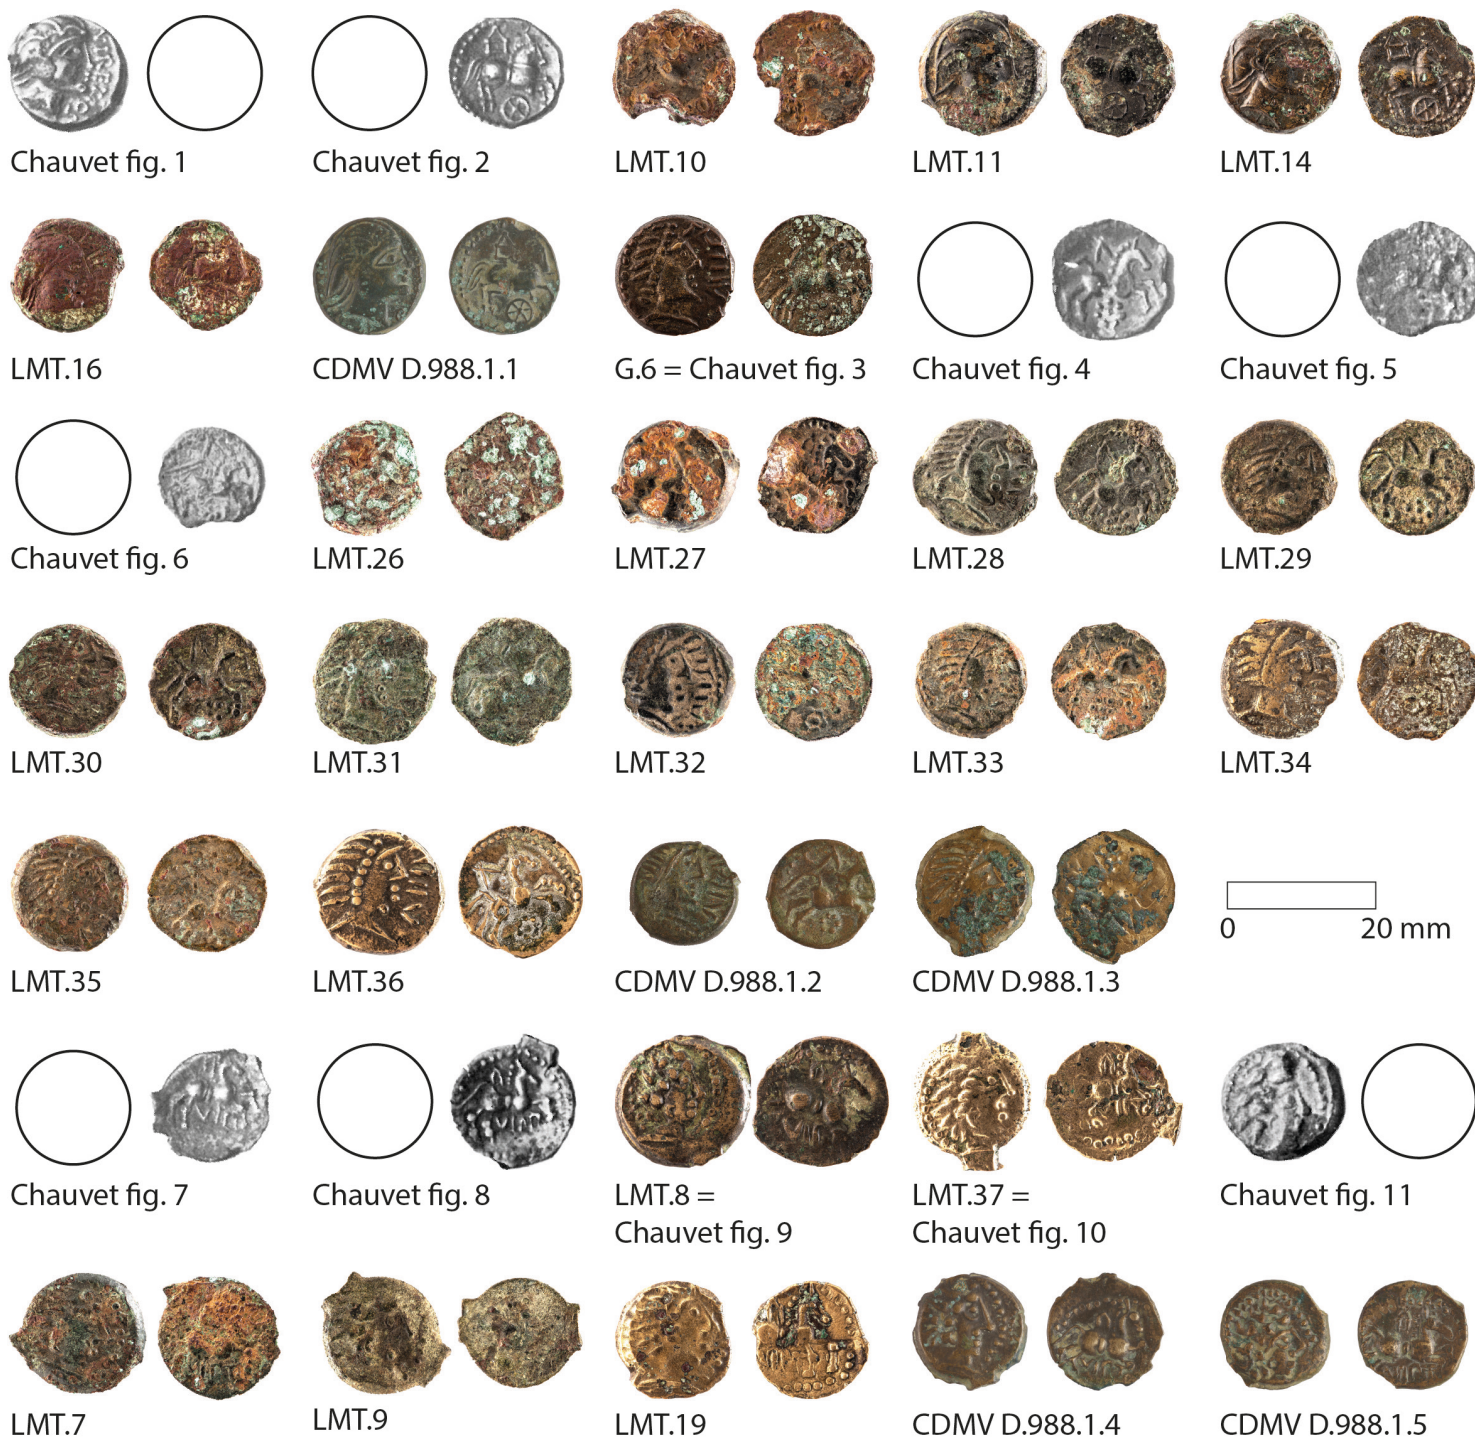 Chauvet fig. 1
Chauvet fig. 2
LMT.10
LMT.11
LMT.14
LMT.16
CDMV D.988.1.1
G.6 = Chauvet fig. 3
Chauvet fig. 4
Chauvet fig. 5
Chauvet fig. 6
LMT.26
LMT.27
LMT.28
LMT.29
LMT.30
LMT.31
LMT.32
LMT.33
LMT.34
LMT.35
LMT.36
CDMV D.988.1.2
CDMV D.988.1.3
0 20 mm
Chauvet fig. 7
Chauvet fig. 8
LMT.8 =
Chauvet fig. 9
LMT.37 =
Chauvet fig. 10
Chauvet fig. 11
LMT.7
LMT.9
LMT.19
CDMV D.988.1.4
CDMV D.988.1.5